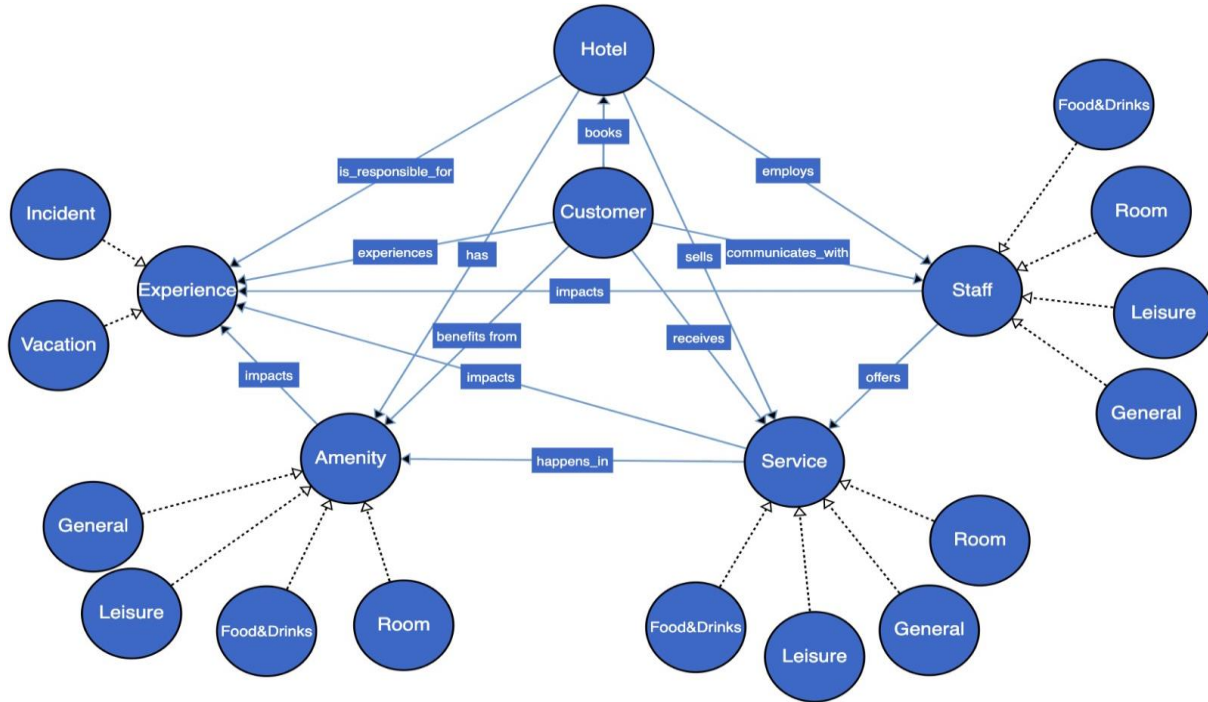 Hotel
Food&Drinks
books
is_responsible_for
employs
Incident
Customer
Room
experiences
has
sells
communicates_with
Experience
impacts
Staff
Leisure
Vacation
benefits from
receives
impacts
impacts
offers
General
Amenity
happens_in
Service
General
Room
Leisure
Food&Drinks
Room
Food&Drinks
Leisure
General